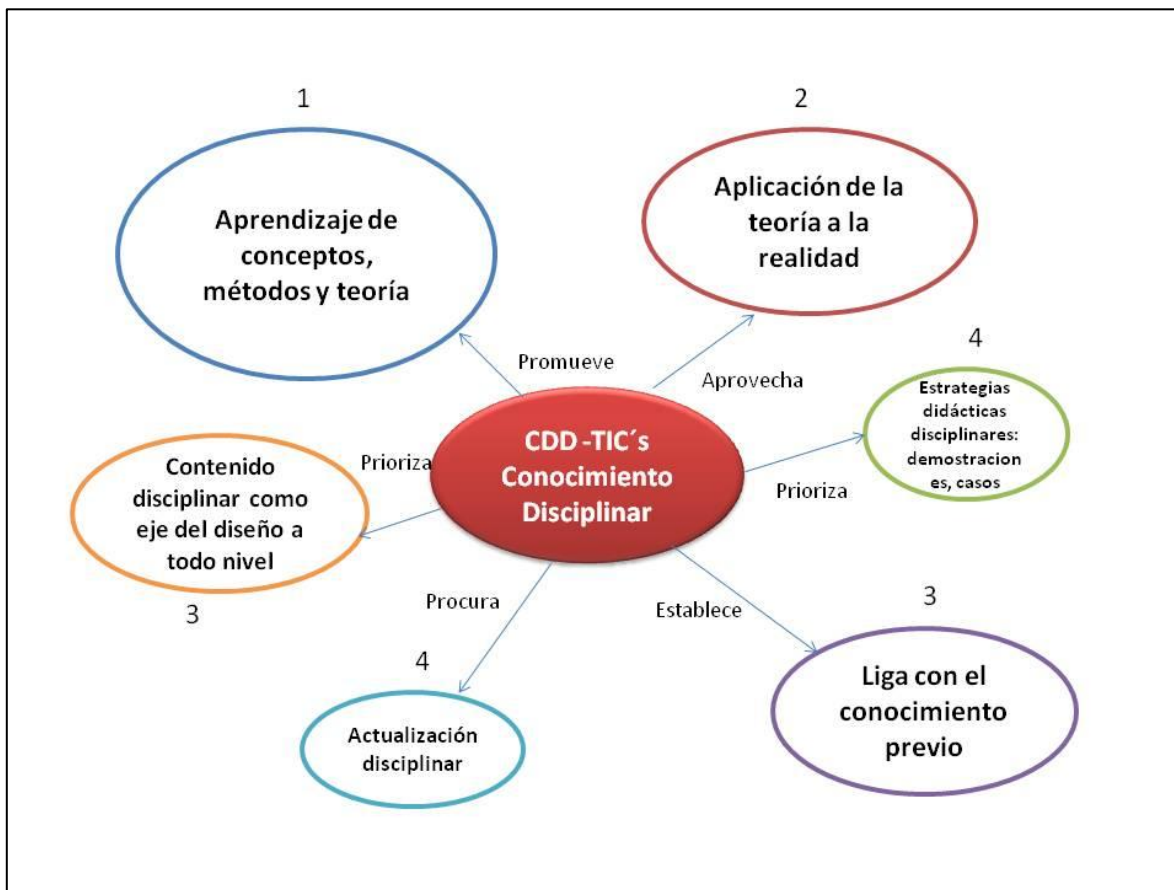 1
Aprendizaje de
conceptos,
métodos y teoría
2
Aplicación de la
teoría a la
realidad
Promueve
Aprovecha
4
Estrategias
didácticas
disciplinares:
demostracion
es, casos
CDD -TIC´s
Conocimiento
Disciplinar
Prioriza
Contenido
disciplinar como
eje del diseño a
todo nivel
3
Prioriza
Procura
Establece
4
Actualización
disciplinar
3
Liga con el
conocimiento
previo